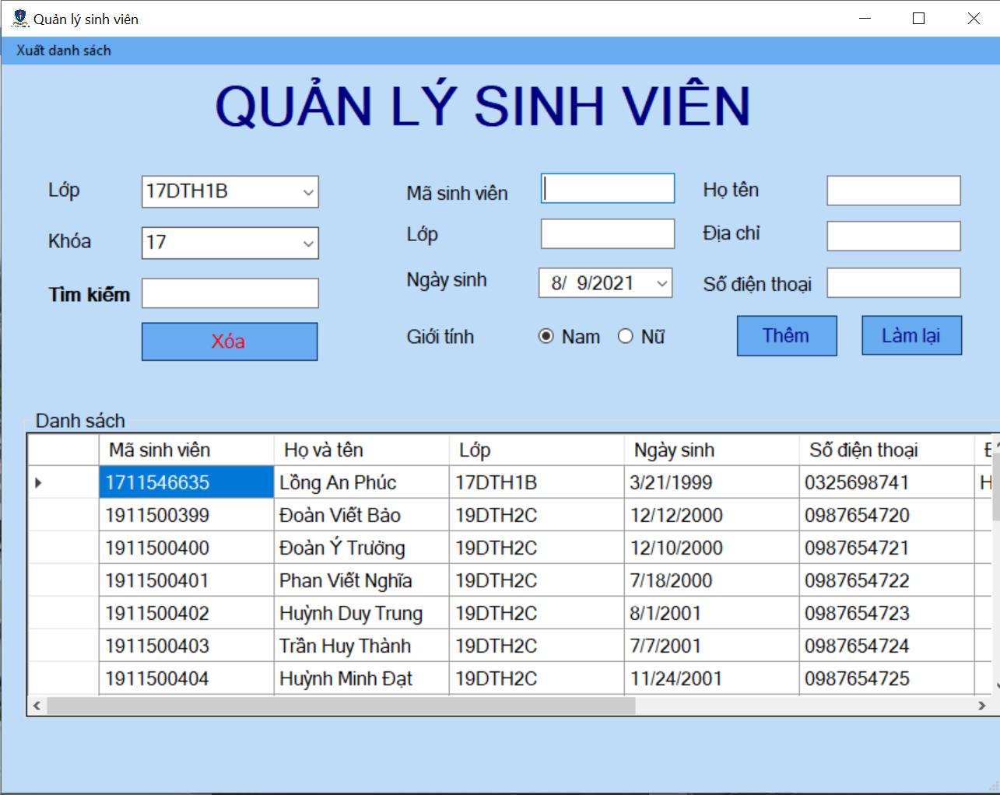 Quản lý sinh viên
Xuất danh sách
QUẢN LÝ SINH VIÊN
Lớp 17DTH1B
Khóa 17
Tìm kiếm
Xóa
Mã sinh viên Họ tên
Lớp Địa chỉ
Ngày sinh 8/ 9/2021 Số điện thoại
Giới tính Nam Nữ Thêm Làm lại
Danh sách
Mã sinh viên Họ và tên Lớp Ngày sinh Số điện thoại
1711546635 Lồng An Phúc 17DTH1B 3/21/1999 0325698741 H
1911500399 Đoàn Viết Bảo 19DTH2C 12/12/2000 0987654720
1911500400 Đoàn Ý Trường 19DTH2C 12/10/2000 0987654721
1911500401 Phan Viết Nghĩa 19DTH2C 7/18/2000 0987654722
1911500402 Huỳnh Duy Trung 19DTH2C 8/1/2001 0987654723
1911500403 Trần Huy Thành 19DTH2C 7/7/2001 0987654724
1911500404 Huỳnh Minh Đạt 19DTH2C 11/24/2001 0987654725